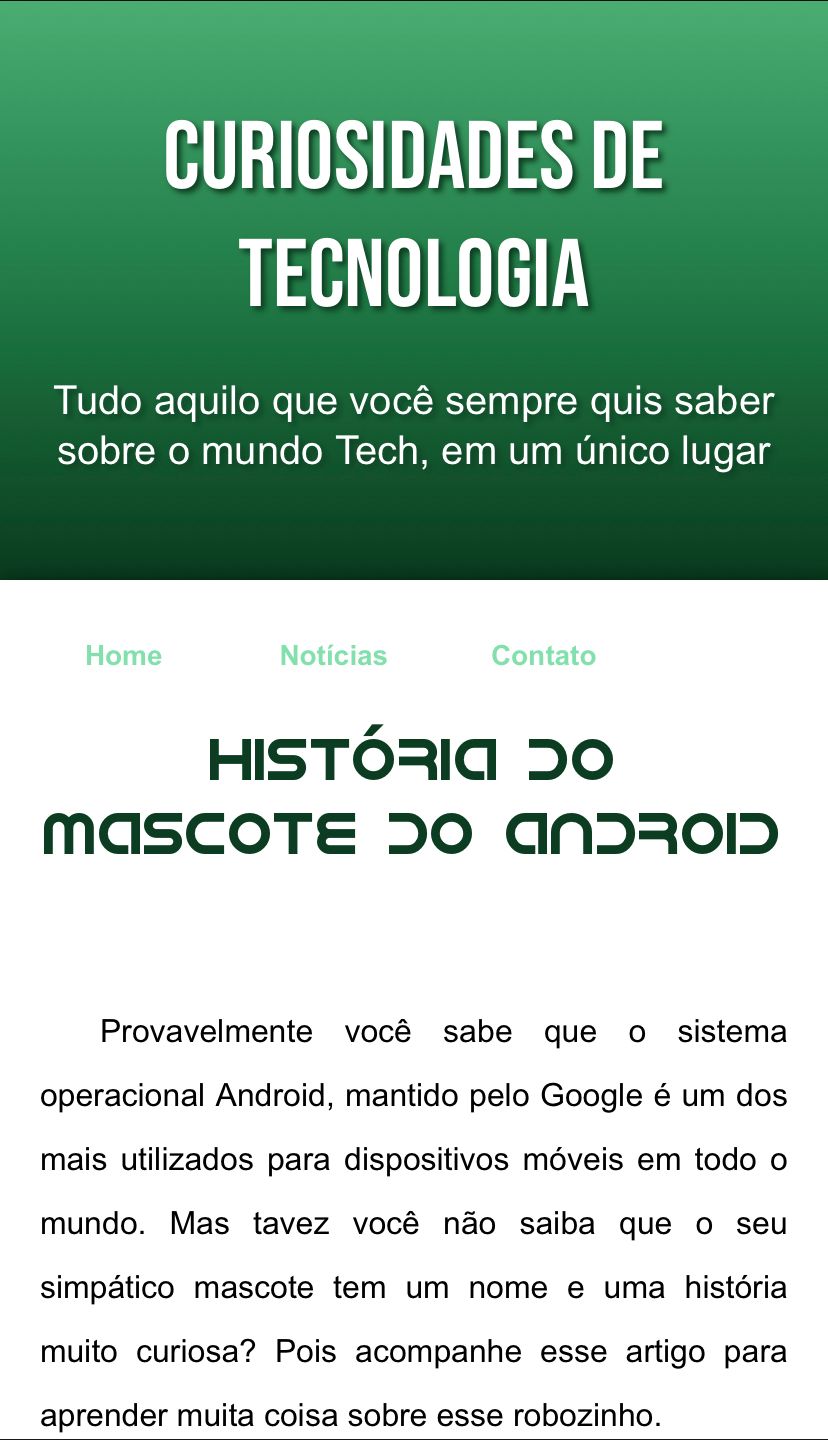 CURIOSIDADES DE
TECNOLOGIA
Tudo aquilo que você sempre quis saber
sobre o mundo Tech, em um único lugar
Home Notícias Contato
HISTÓRIA DO
MASCOTE DO ANDROID
Provavelmente você sabe que o sistema
operacional Android, mantido pelo Google é um dos
mais utilizados para dispositivos móveis em todo o
mundo. Mas tavez você não saiba que o seu
simpático mascote tem um nome e uma história
muito curiosa? Pois acompanhe esse artigo para
aprender muita coisa sobre esse robozinho.